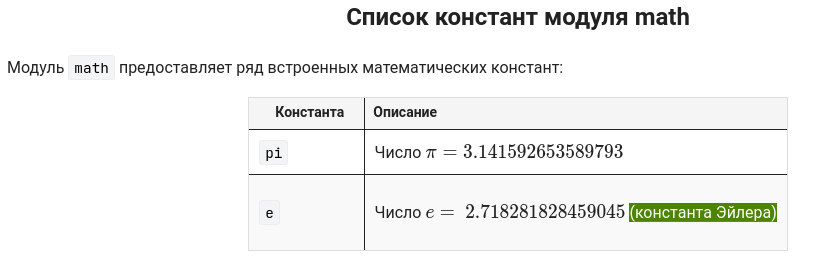 Список констант модуля math
Модуль math предоставляет ряд встроенных математических констант:
Константа Описание
pi Число π = 3.141592653589793
e Число e = 2.718281828459045 (константа Эйлера)